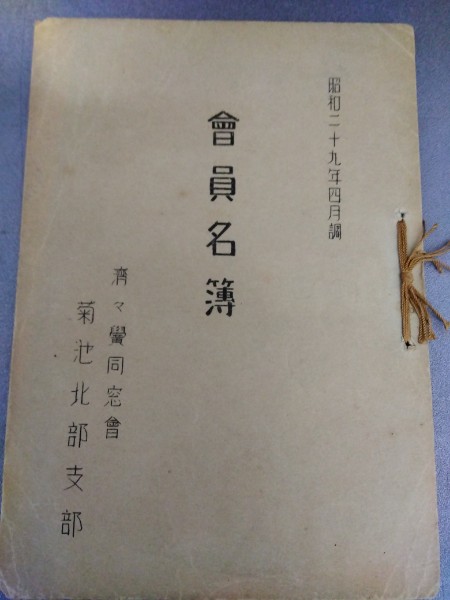 昭和二十九年四月調
會員名簿
濟々黌同窓會
菊池北部支部